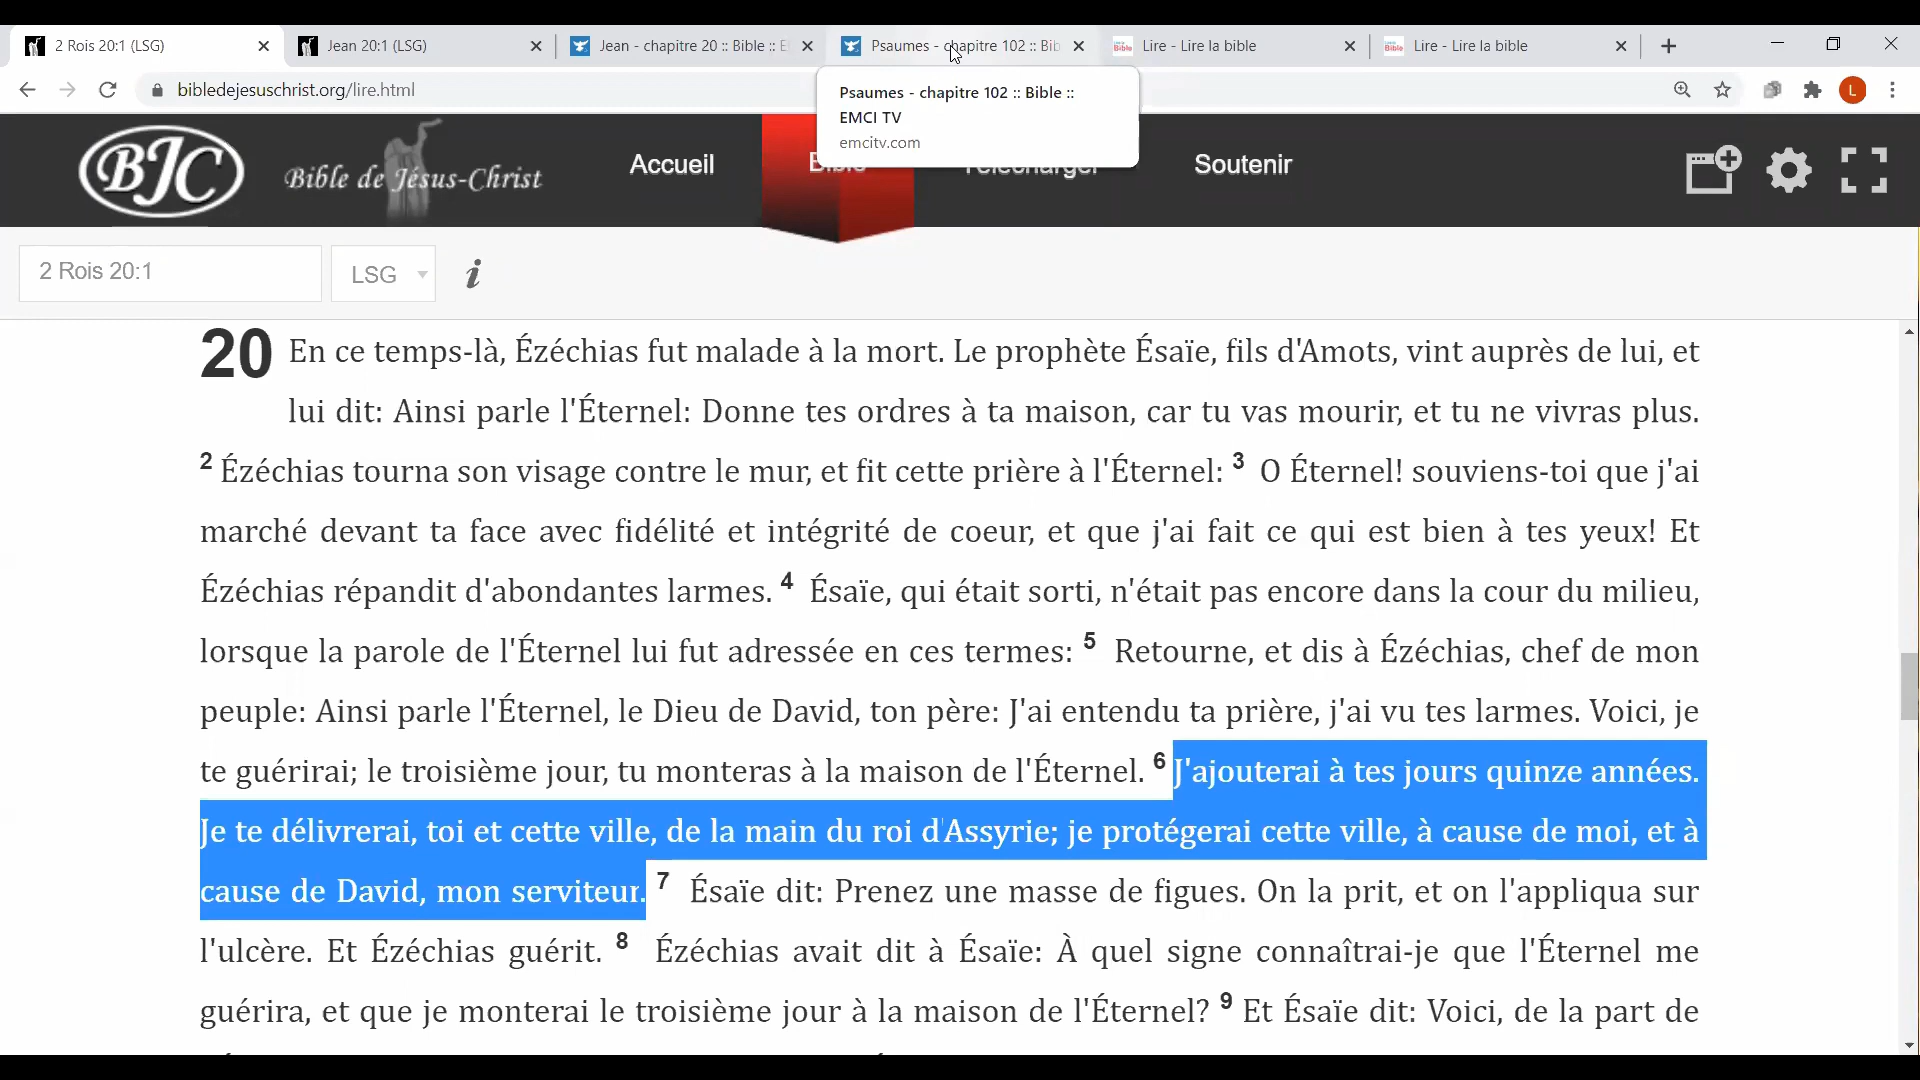 2 Rois 20:1 (LSG)
Jean 20:1 (LSG)
Jean - chapitre 20 :: Bible :: E
Psaumes - chapitre 102 :: Bib
Lire - Lire la bible
Lire - Lire la bible
bibledejesuschrist.org/lire.html
L
Psaumes - chapitre 102 :: Bible ::
EMCI TV
emcitv.com
BJC
Bible de Jésus-Christ
Accueil
Bible
Télécharger
Soutenir
2 Rois 20:1
LSG
i
20 En ce temps-là, Ézéchias fut malade à la mort. Le prophète Ésaïe, fils d'Amots, vint auprès de lui, et
lui dit: Ainsi parle l'Éternel: Donne tes ordres à ta maison, car tu vas mourir, et tu ne vivras plus.
2 Ézéchias tourna son visage contre le mur, et fit cette prière à l'Éternel: 3 O Éternel! souviens-toi que j'ai
marché devant ta face avec fidélité et intégrité de coeur, et que j'ai fait ce qui est bien à tes yeux! Et
Ézéchias répandit d'abondantes larmes. 4 Ésaïe, qui était sorti, n'était pas encore dans la cour du milieu,
lorsque la parole de l'Éternel lui fut adressée en ces termes: 5 Retourne, et dis à Ézéchias, chef de mon
peuple: Ainsi parle l'Éternel, le Dieu de David, ton père: J'ai entendu ta prière, j'ai vu tes larmes. Voici, je
te guérirai; le troisième jour, tu monteras à la maison de l'Éternel. 6 J'ajouterai à tes jours quinze années.
Je te délivrerai, toi et cette ville, de la main du roi d'Assyrie; je protégerai cette ville, à cause de moi, et à
cause de David, mon serviteur. 7 Ésaïe dit: Prenez une masse de figues. On la prit, et on l'appliqua sur
l'ulcère. Et Ézéchias guérit. 8 Ézéchias avait dit à Ésaïe: À quel signe connaîtrai-je que l'Éternel me
guérira, et que je monterai le troisième jour à la maison de l'Éternel? 9 Et Ésaïe dit: Voici, de la part de